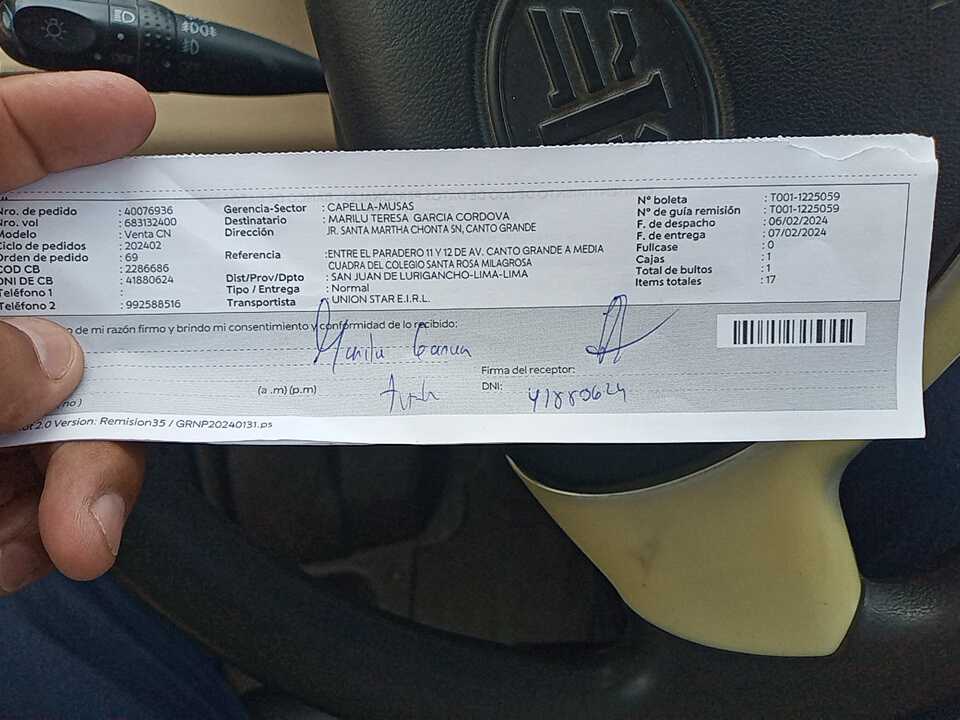 Nro. de pedido : 40076936
Nro. vol : 683132400
Modelo : Venta CN
Ciclo de pedidos : 202402
Orden de pedido : 69
COD CB : 2286686
DNI DE CB : 41880624
Teléfono 1 :
Teléfono 2 : 992588516
Gerencia-Sector : CAPELLA-MUSAS
Destinatario : MARILU TERESA GARCIA CORDOVA
Dirección : JR. SANTA MARTHA CHONTA SN, CANTO GRANDE
Referencia : ENTRE EL PARADERO 11 Y 12 DE AV. CANTO GRANDE A MEDIA
CUADRA DEL COLEGIO SANTA ROSA MILAGROSA
Dist/Prov/Dpto : SAN JUAN DE LURIGANCHO-LIMA-LIMA
Tipo / Entrega : Normal
Transportista : UNION STAR E.I.R.L.
N° boleta : T001-1225059
N° de guía remisión : T001-1225059
F. de despacho : 06/02/2024
F. de entrega : 07/02/2024
Fullcase : 0
Cajas : 1
Total de bultos : 1
Items totales : 17
de mi razón firmo y brindo mi consentimiento y conformidad de lo recibido:
Marilu Garcia
Firma del receptor:
(a .m) (p.m)
DNI: 41880624
no )
2.0 Version: Remision35 / GRNP20240131.ps